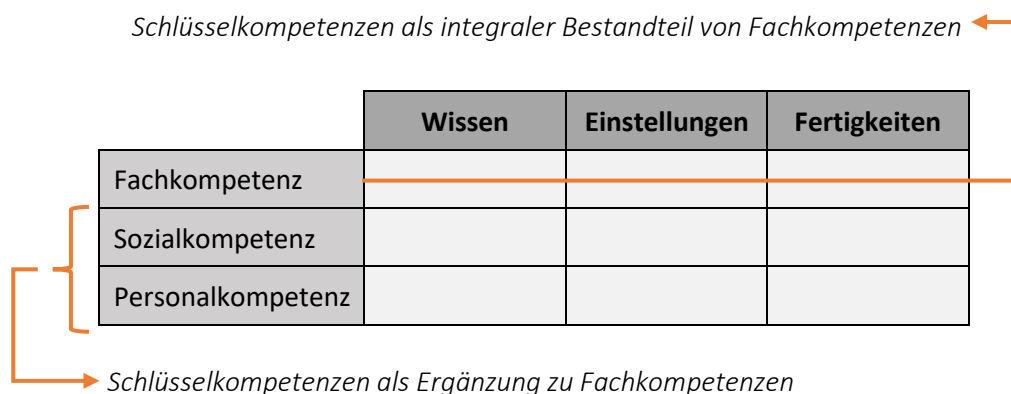 Schlüsselkompetenzen als integraler Bestandteil von Fachkompetenzen
Wissen Einstellungen Fertigkeiten
Fachkompetenz
Sozialkompetenz
Personalkompetenz
Schlüsselkompetenzen als Ergänzung zu Fachkompetenzen